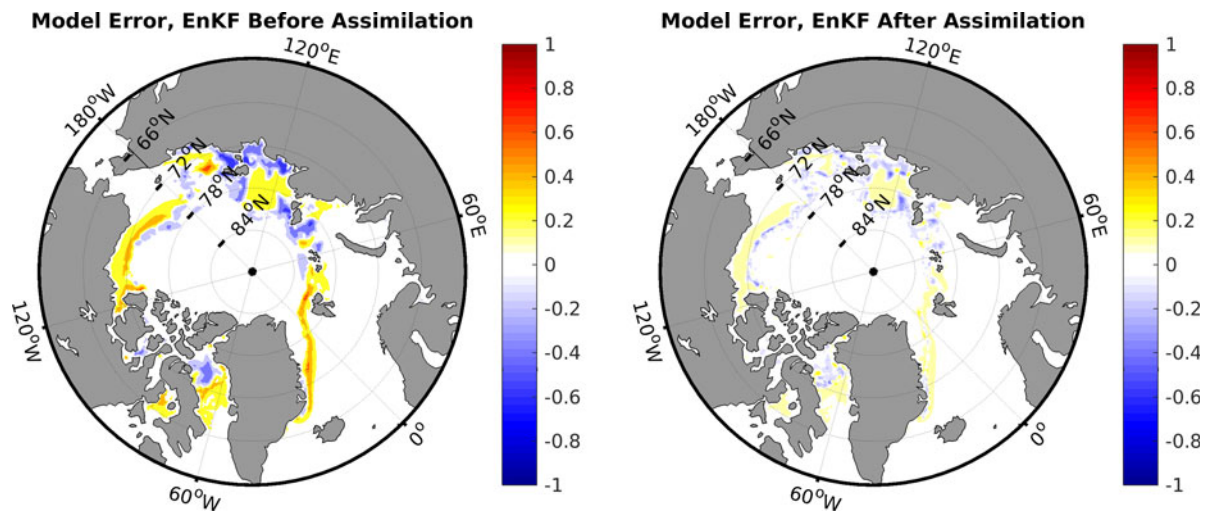 Model Error, EnKF Before Assimilation
120°E
180°W
66°N
72°N
78°N
84°N
60°E
120°W
0°
60°W
1
0.8
0.6
0.4
0.2
0
-0.2
-0.4
-0.6
-0.8
-1
Model Error, EnKF After Assimilation
120°E
180°W
66°N
72°N
78°N
84°N
60°E
120°W
0°
60°W
1
0.8
0.6
0.4
0.2
0
-0.2
-0.4
-0.6
-0.8
-1